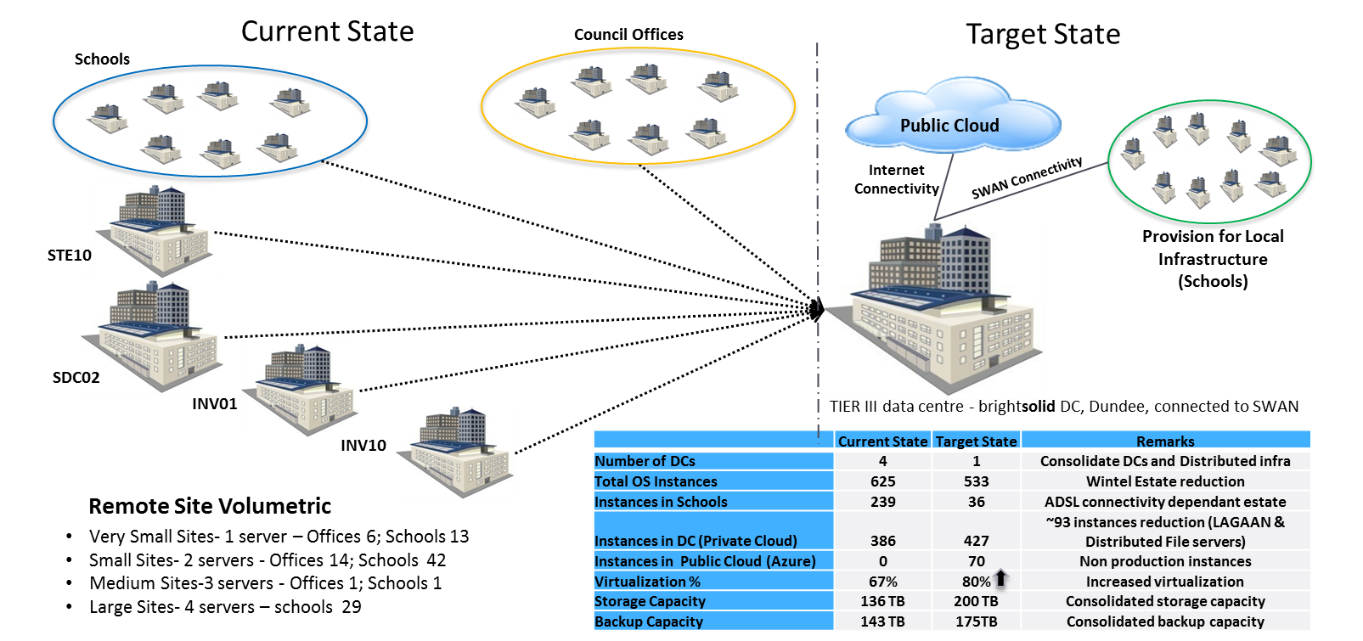 Current State
Target State
Schools
Council Offices
Public Cloud
Internet
Connectivity
SWAN Connectivity
Provision for Local
Infrastructure
(Schools)
STE10
SDC02
INV01
INV10
TIER III data centre - brightsolid DC, Dundee, connected to SWAN
Current State Target State Remarks
Number of DCs 4 1 Consolidate DCs and Distributed infra
Total OS Instances 625 533 Wintel Estate reduction
Instances in Schools 239 36 ADSL connectivity dependant estate
Instances in DC (Private Cloud) 386 427 ~93 instances reduction (LAGAAN &
Distributed File servers)
Instances in Public Cloud (Azure) 0 70 Non production instances
Virtualization % 67% 80% Increased virtualization
Storage Capacity 136 TB 200 TB Consolidated storage capacity
Backup Capacity 143 TB 175TB Consolidated backup capacity
Remote Site Volumetric
• Very Small Sites- 1 server – Offices 6; Schools 13
• Small Sites- 2 servers - Offices 14; Schools 42
• Medium Sites-3 servers - Offices 1; Schools 1
• Large Sites- 4 servers – schools 29